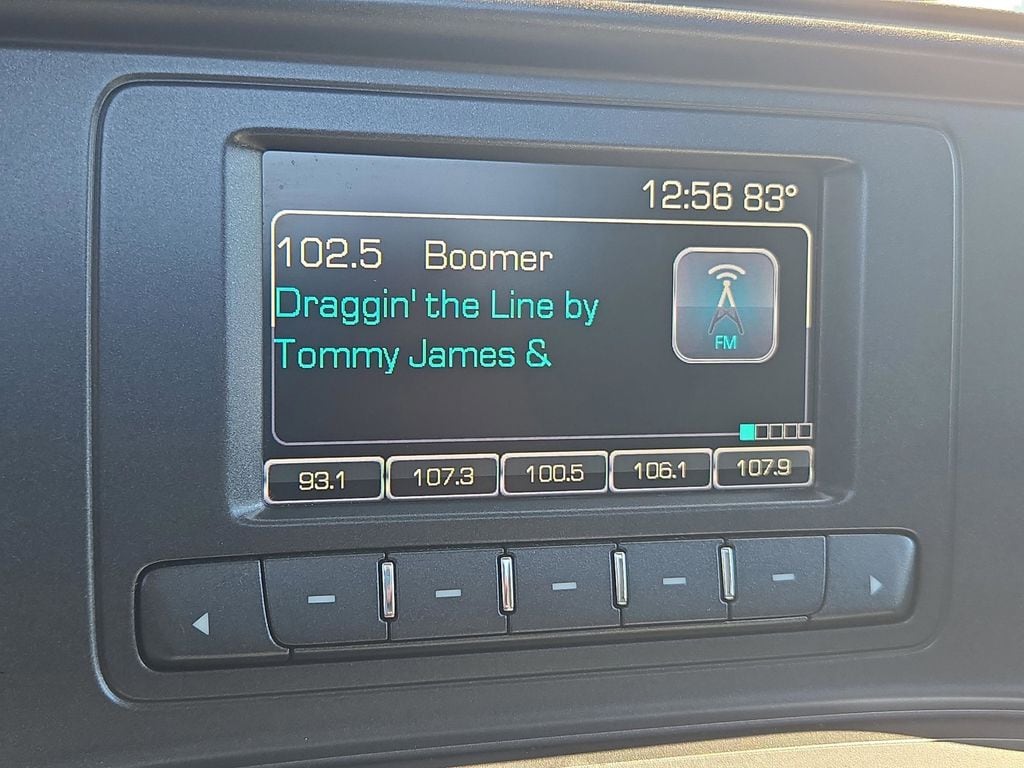 12:56 83°
102.5 Boomer
Draggin' the Line by
Tommy James &
FM
93.1 107.3 100.5 106.1 107.9